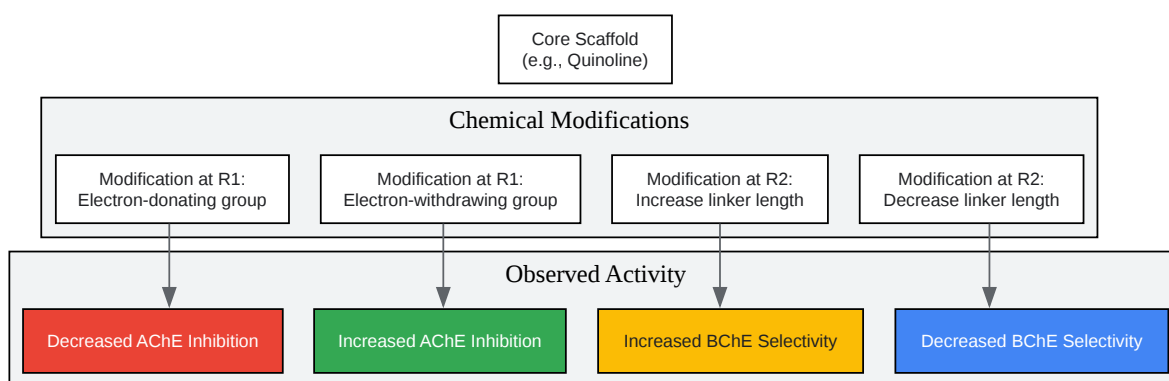 Core Scaffold
(e.g., Quinoline)
Chemical Modifications
Modification at R1:
Electron-donating group
Modification at R1:
Electron-withdrawing group
Modification at R2:
Increase linker length
Modification at R2:
Decrease linker length
Observed Activity
Decreased AChE Inhibition
Increased AChE Inhibition
Increased BChE Selectivity
Decreased BChE Selectivity